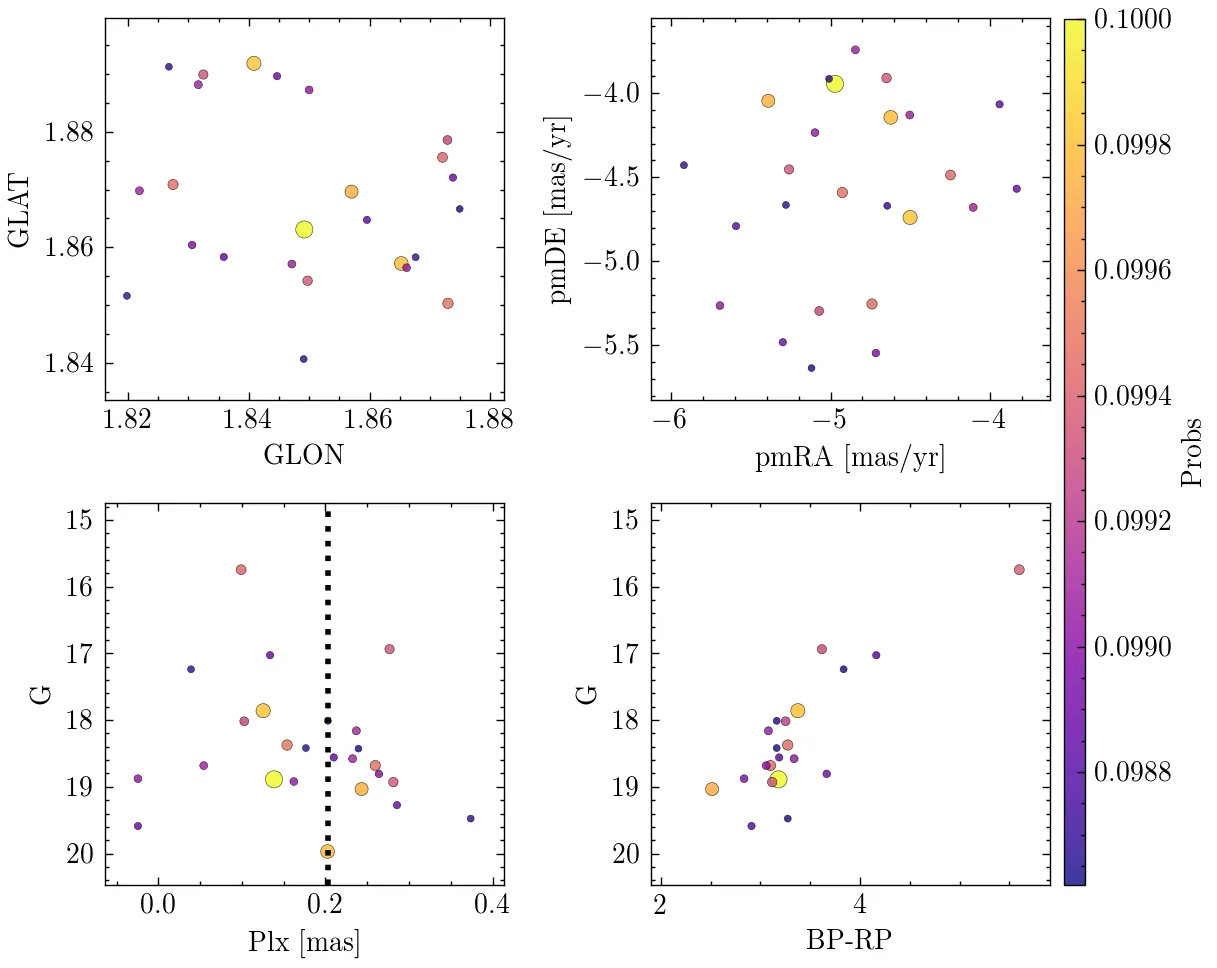 GLAT
1.88
1.86
1.84
1.82 1.84 1.86 1.88
GLON
pmDE [mas/yr]
−4.0
−4.5
−5.0
−5.5
−6 −5 −4
pmRA [mas/yr]
G
15
16
17
18
19
20
0.0 0.2 0.4
Plx [mas]
G
15
16
17
18
19
20
2 4
BP-RP
0.1000
0.0998
0.0996
0.0994
0.0992
0.0990
0.0988
Probs